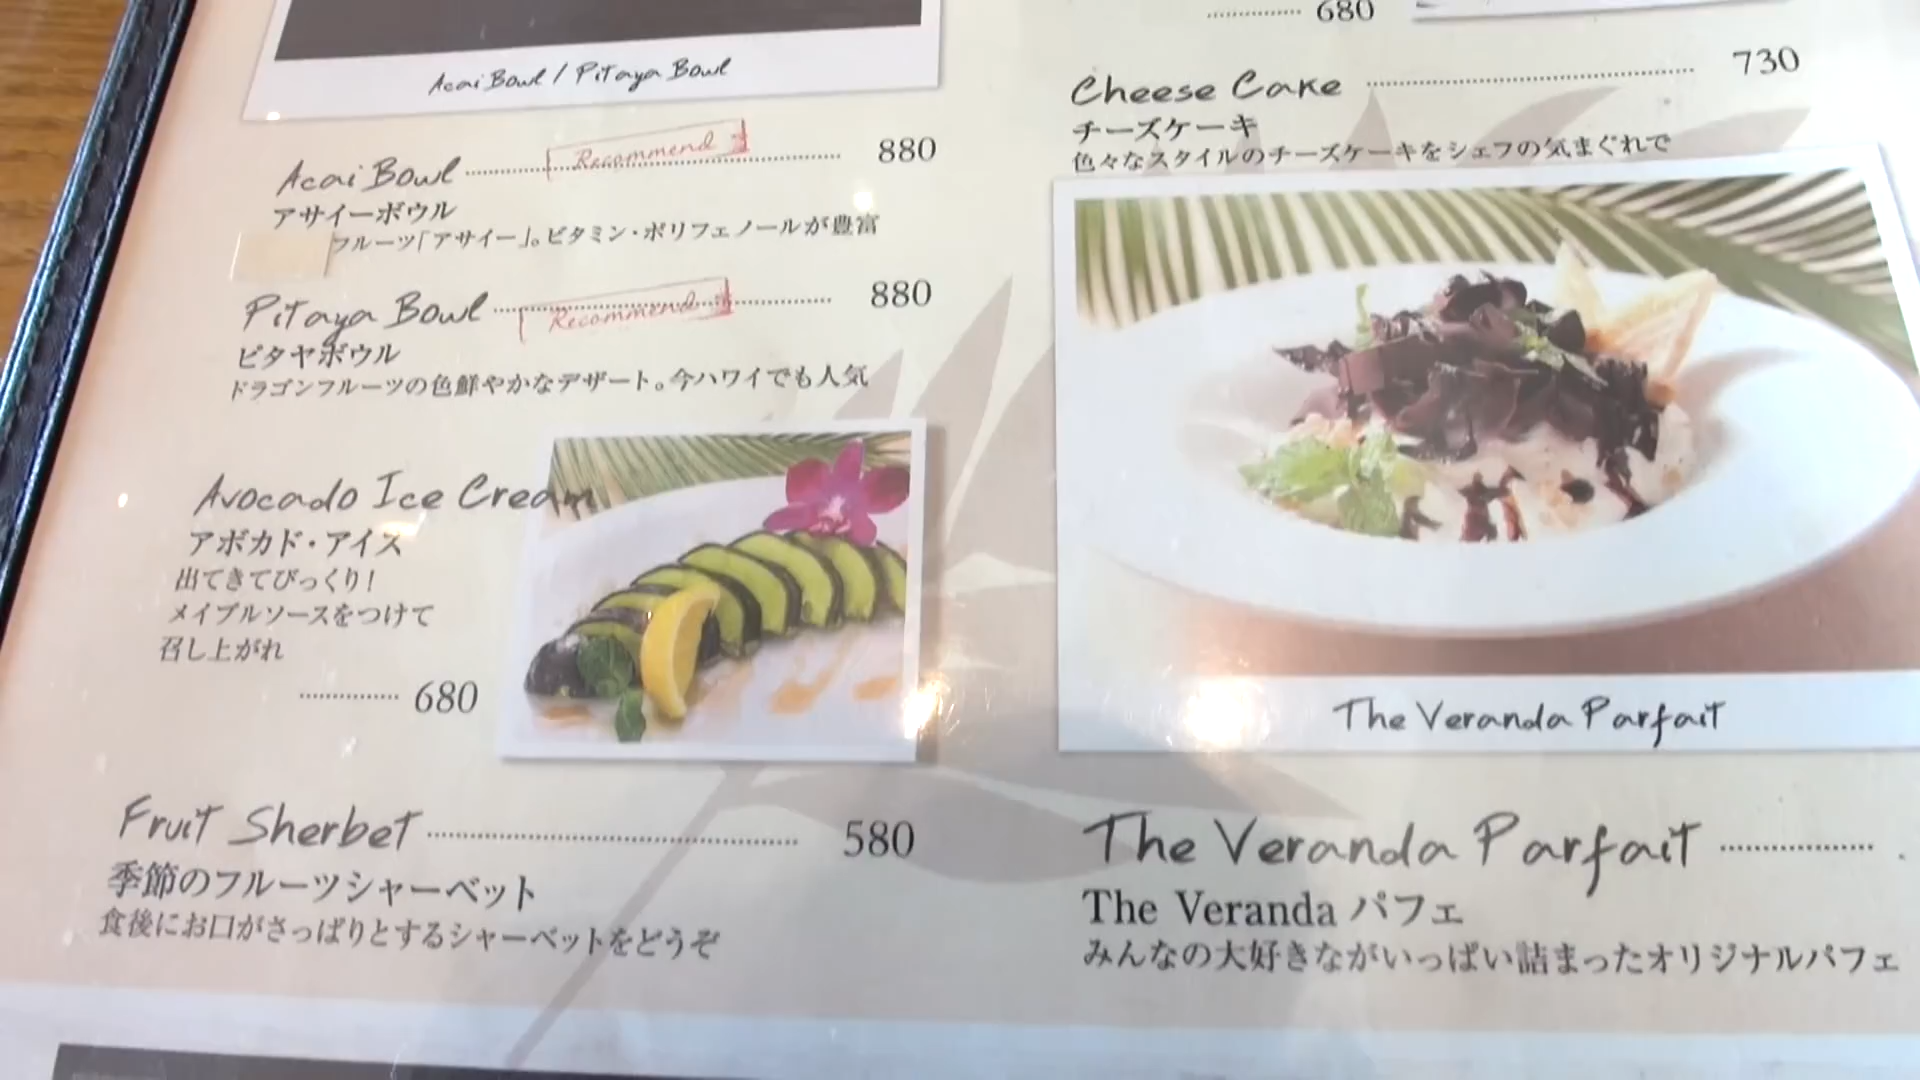 Acai Bowl / Pitaya Bowl
Acai Bowl Recommend 880
アサイーボウル
フルーツ「アサイー」。ビタミン・ポリフェノールが豊富
Pitaya Bowl Recommend 880
ピタヤボウル
ドラゴンフルーツの色鮮やかなデザート。今ハワイでも人気
Avocado Ice Cream
アボカド・アイス
出てきてびっくり!
メイプルソースをつけて
召し上がれ
680
Fruit Sherbet 580
季節のフルーツシャーベット
食後にお口がさっぱりとするシャーベットをどうぞ
680
Cheese Cake 730
チーズケーキ
色々なスタイルのチーズケーキをシェフの気まぐれで
The Veranda Parfait
The Veranda Parfait
The Veranda パフェ
みんなの大好きながいっぱい詰まったオリジナルパフェ